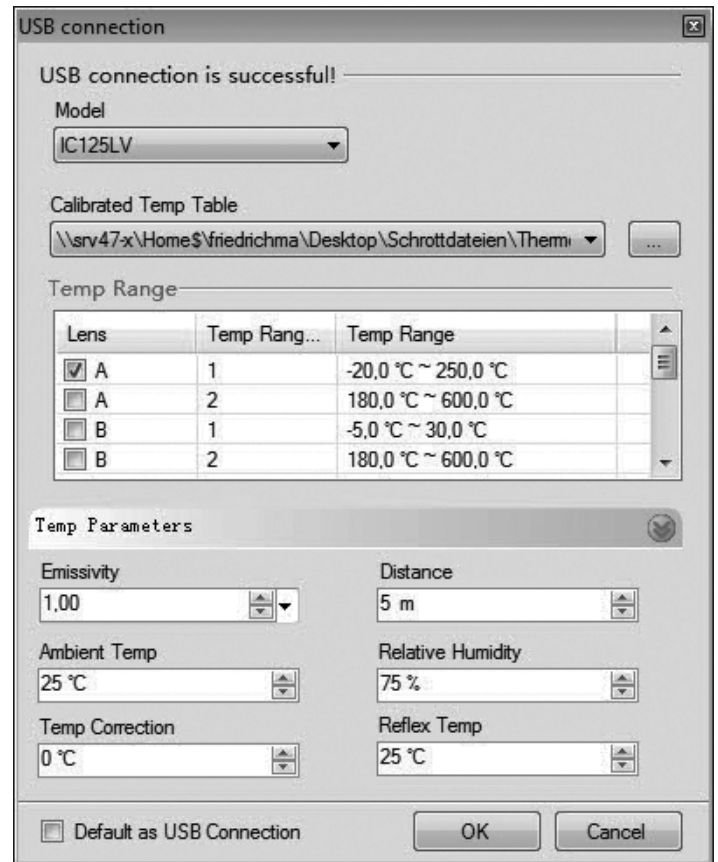 USB connection
USB connection is successful!
Model
IC125LV
Calibrated Temp Table
\\srv47-x\Home$\friedrichma\Desktop\Schrottdateien\Therm
...
Temp Range
Lens Temp Rang... Temp Range
A 1 -20,0 °C ~ 250,0 °C
A 2 180,0 °C ~ 600,0 °C
B 1 -5,0 °C ~ 30,0 °C
B 2 180,0 °C ~ 600,0 °C
Temp Parameters
Emissivity Distance
1,00 5 m
Ambient Temp Relative Humidity
25 °C 75 %
Temp Correction Reflex Temp
0 °C 25 °C
Default as USB Connection OK Cancel